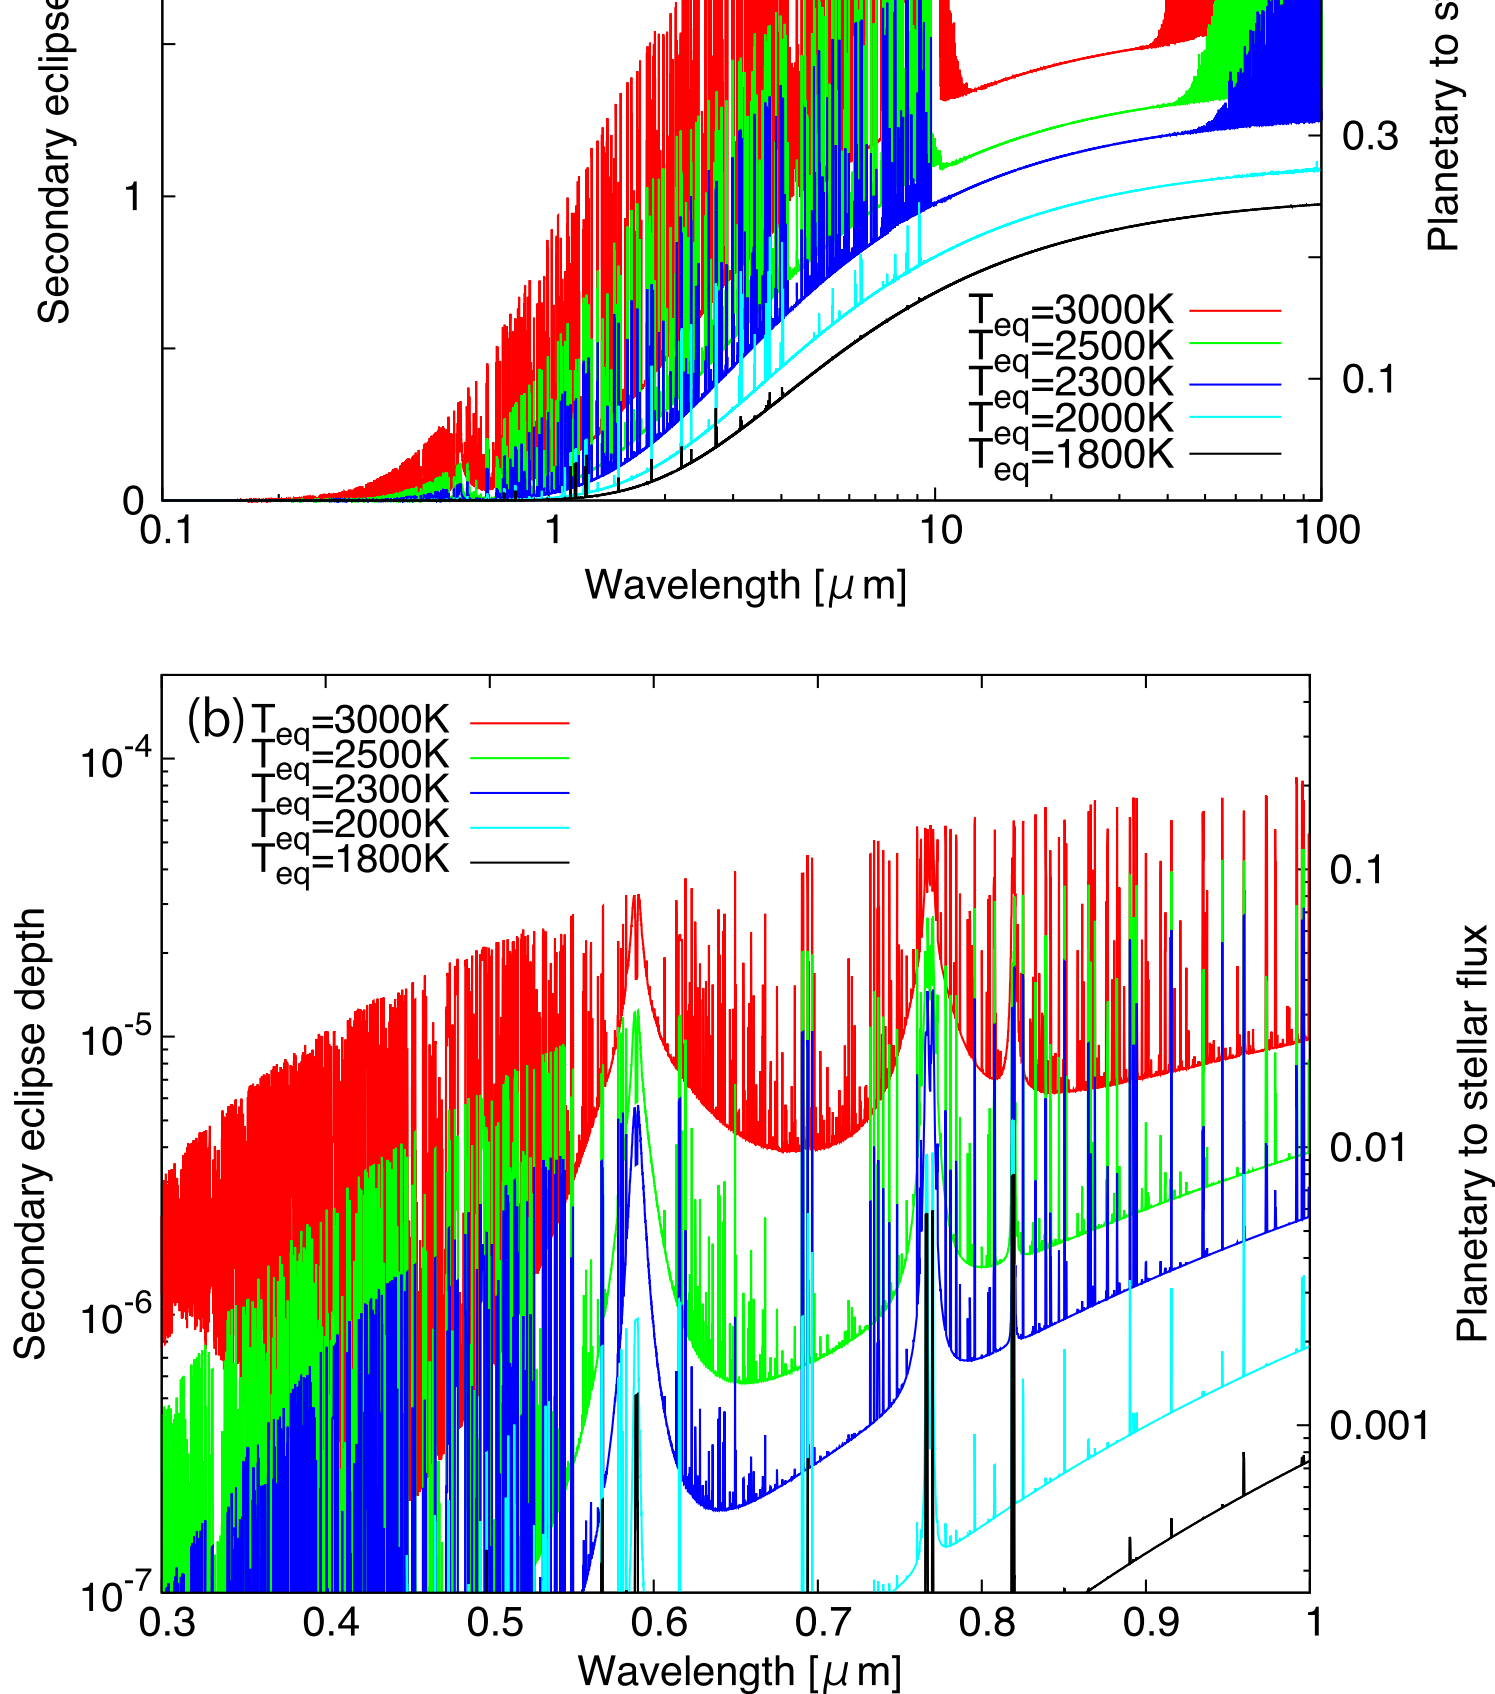 Secondary eclipse
Planetary to s
1
0
0.3
0.1
T_eq=3000K
T_eq=2500K
T_eq=2300K
T_eq=2000K
T_eq=1800K
0.1 1 10 100
Wavelength [μm]
(b)
T_eq=3000K
T_eq=2500K
T_eq=2300K
T_eq=2000K
T_eq=1800K
Secondary eclipse depth
10^-4
10^-5
10^-6
10^-7
0.1
0.01
0.001
Planetary to stellar flux
0.3 0.4 0.5 0.6 0.7 0.8 0.9 1
Wavelength [μm]